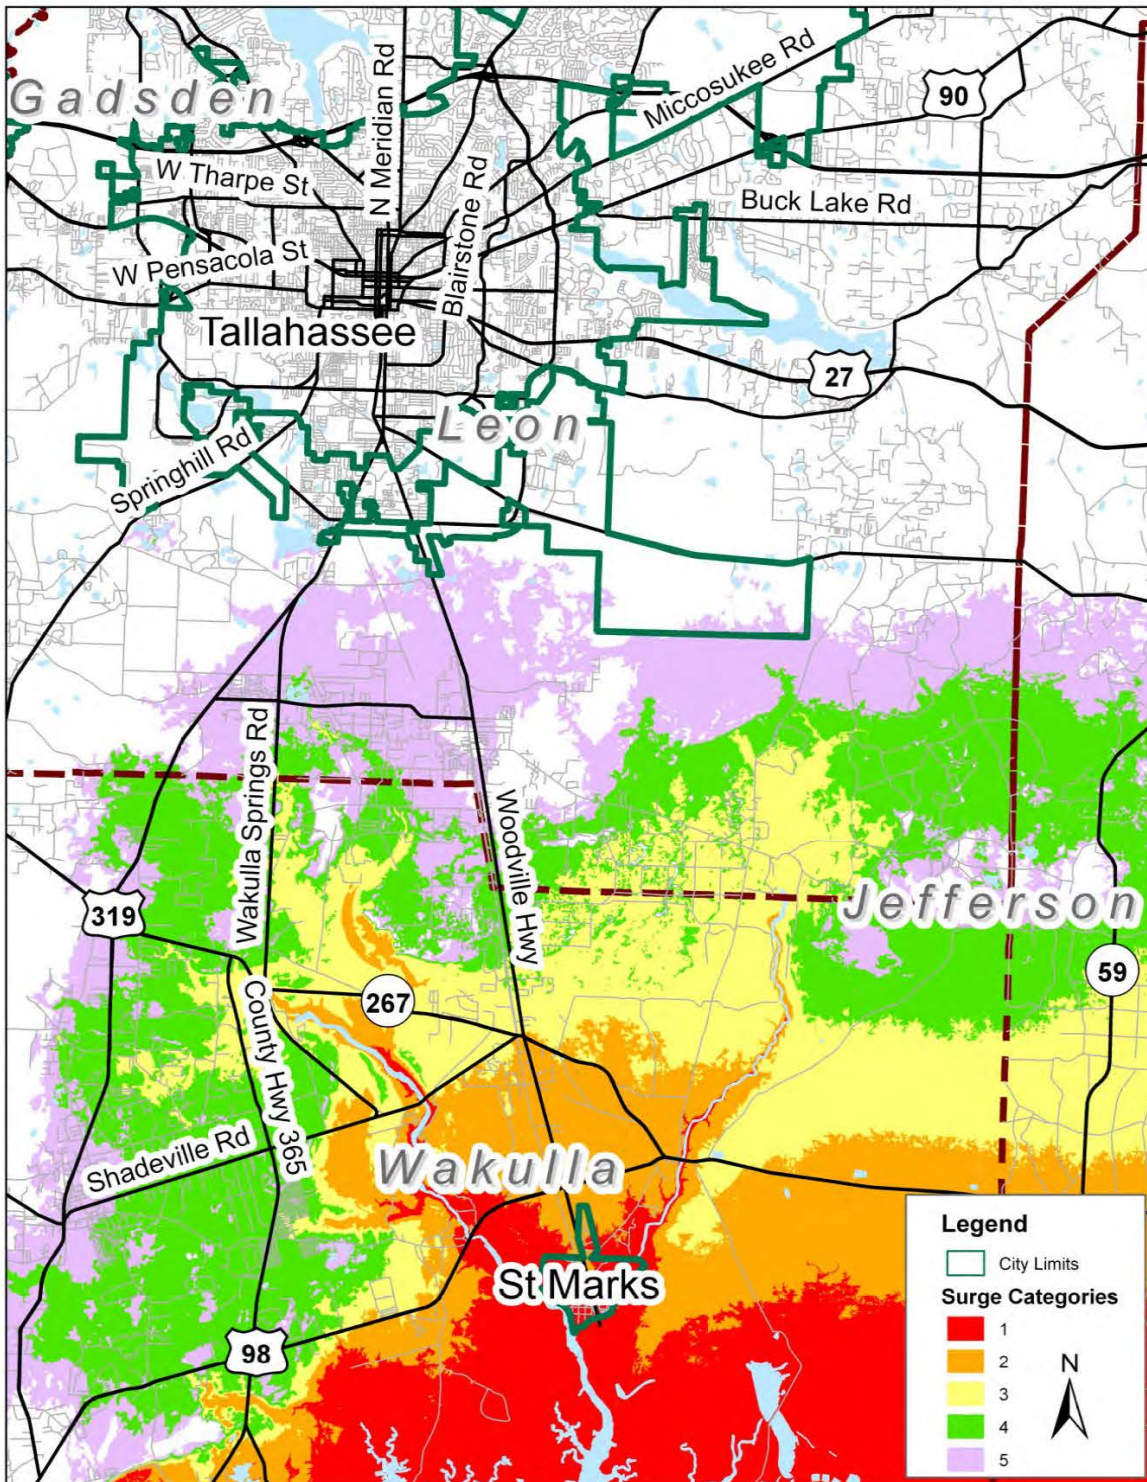 Gadsden
Miccosukee Rd
90
W Tharpe St
N Meridian Rd
Blairstone Rd
Buck Lake Rd
W Pensacola St
Tallahassee
27
Leon
Springhill Rd
Wakulla Springs Rd
Woodville Hwy
319
Jefferson
59
267
County Hwy 365
Shadeville Rd
Wakulla
St Marks
98
Legend
City Limits
Surge Categories
1
2
3
4
5
N